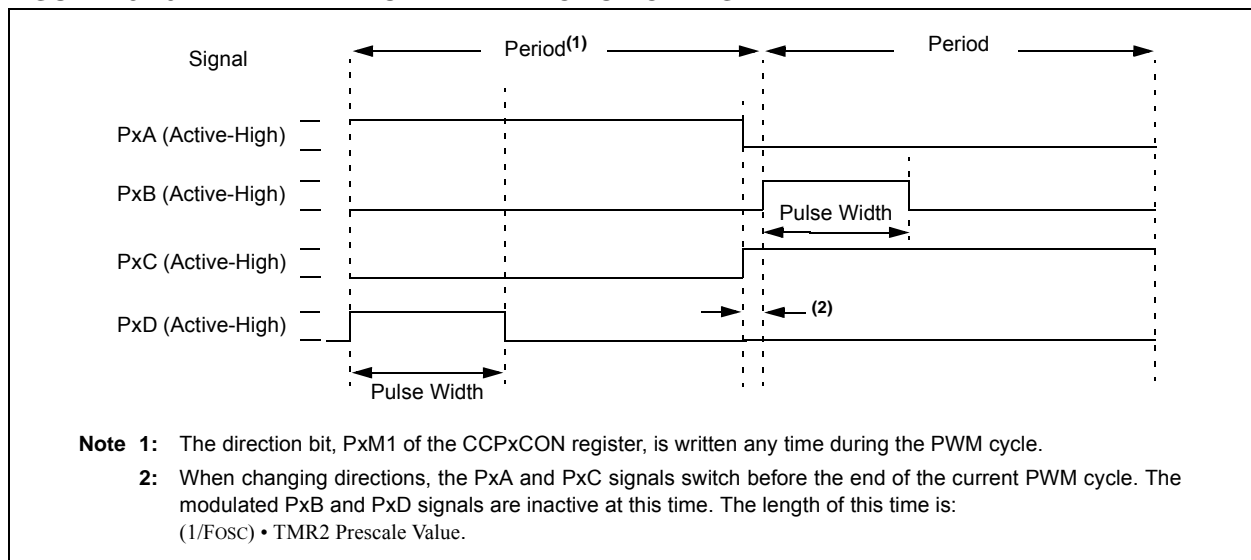 Signal
Period(1)
Period
PxA (Active-High)
PxB (Active-High)
Pulse Width
PxC (Active-High)
(2)
PxD (Active-High)
Pulse Width
Note 1: The direction bit, PxM1 of the CCPxCON register, is written any time during the PWM cycle.
2: When changing directions, the PxA and PxC signals switch before the end of the current PWM cycle. The
modulated PxB and PxD signals are inactive at this time. The length of this time is:
(1/FOSC) • TMR2 Prescale Value.